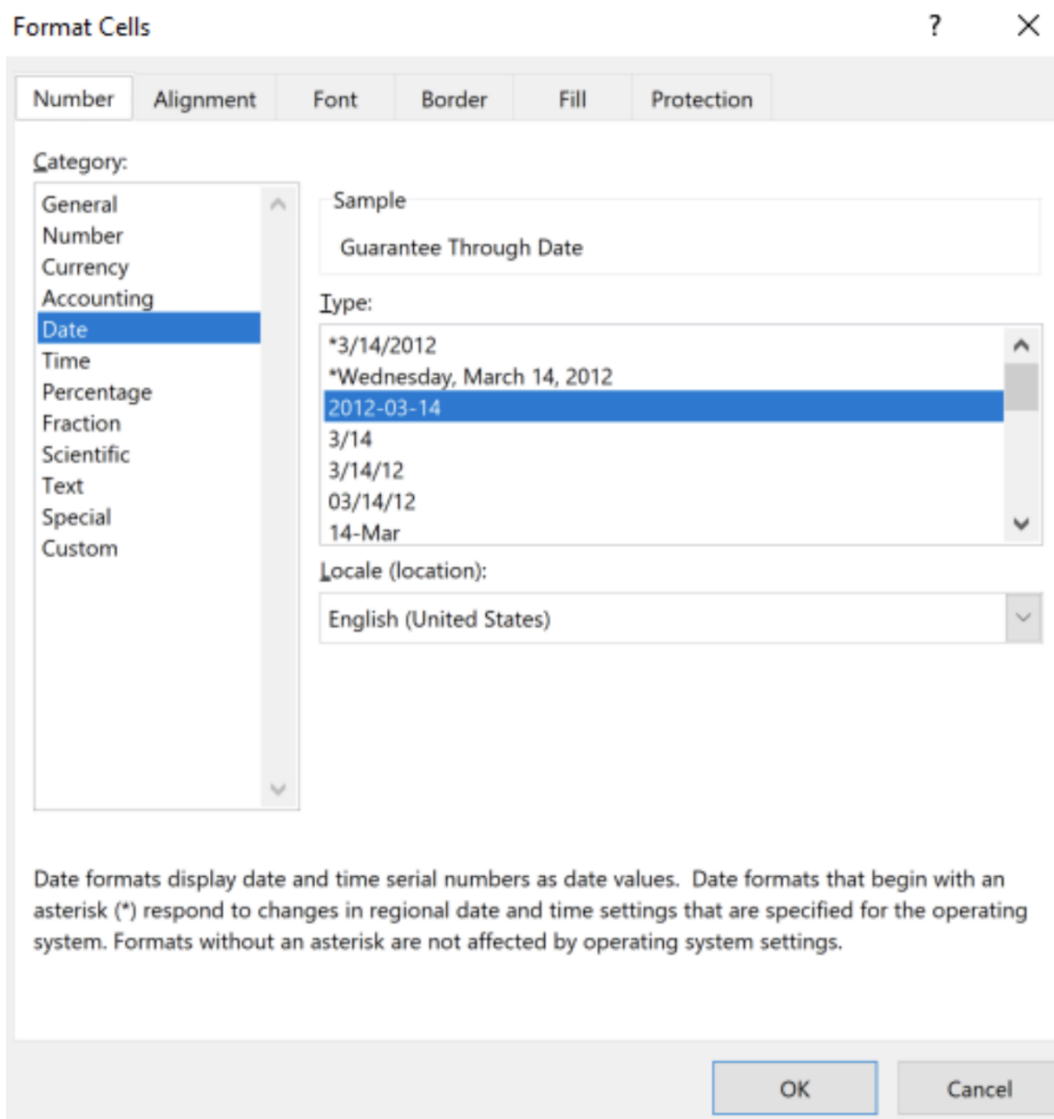 Format Cells
?
Number
Alignment
Font
Border
Fill
Protection
Category:
General
Number
Currency
Accounting
Date
Time
Percentage
Fraction
Scientific
Text
Special
Custom
Sample
Guarantee Through Date
Type:
*3/14/2012
*Wednesday, March 14, 2012
2012-03-14
3/14
3/14/12
03/14/12
14-Mar
Locale (location):
English (United States)
Date formats display date and time serial numbers as date values.  Date formats that begin with an
asterisk (*) respond to changes in regional date and time settings that are specified for the operating
system. Formats without an asterisk are not affected by operating system settings.
OK
Cancel